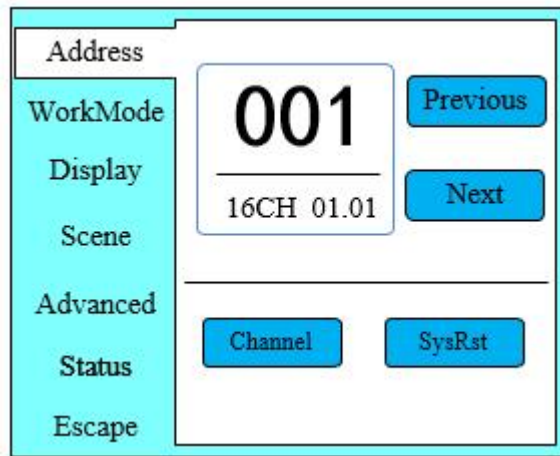 Address
WorkMode
Display
Scene
Advanced
Status
Escape
001
16CH 01.01
Previous
Next
Channel
SysRst